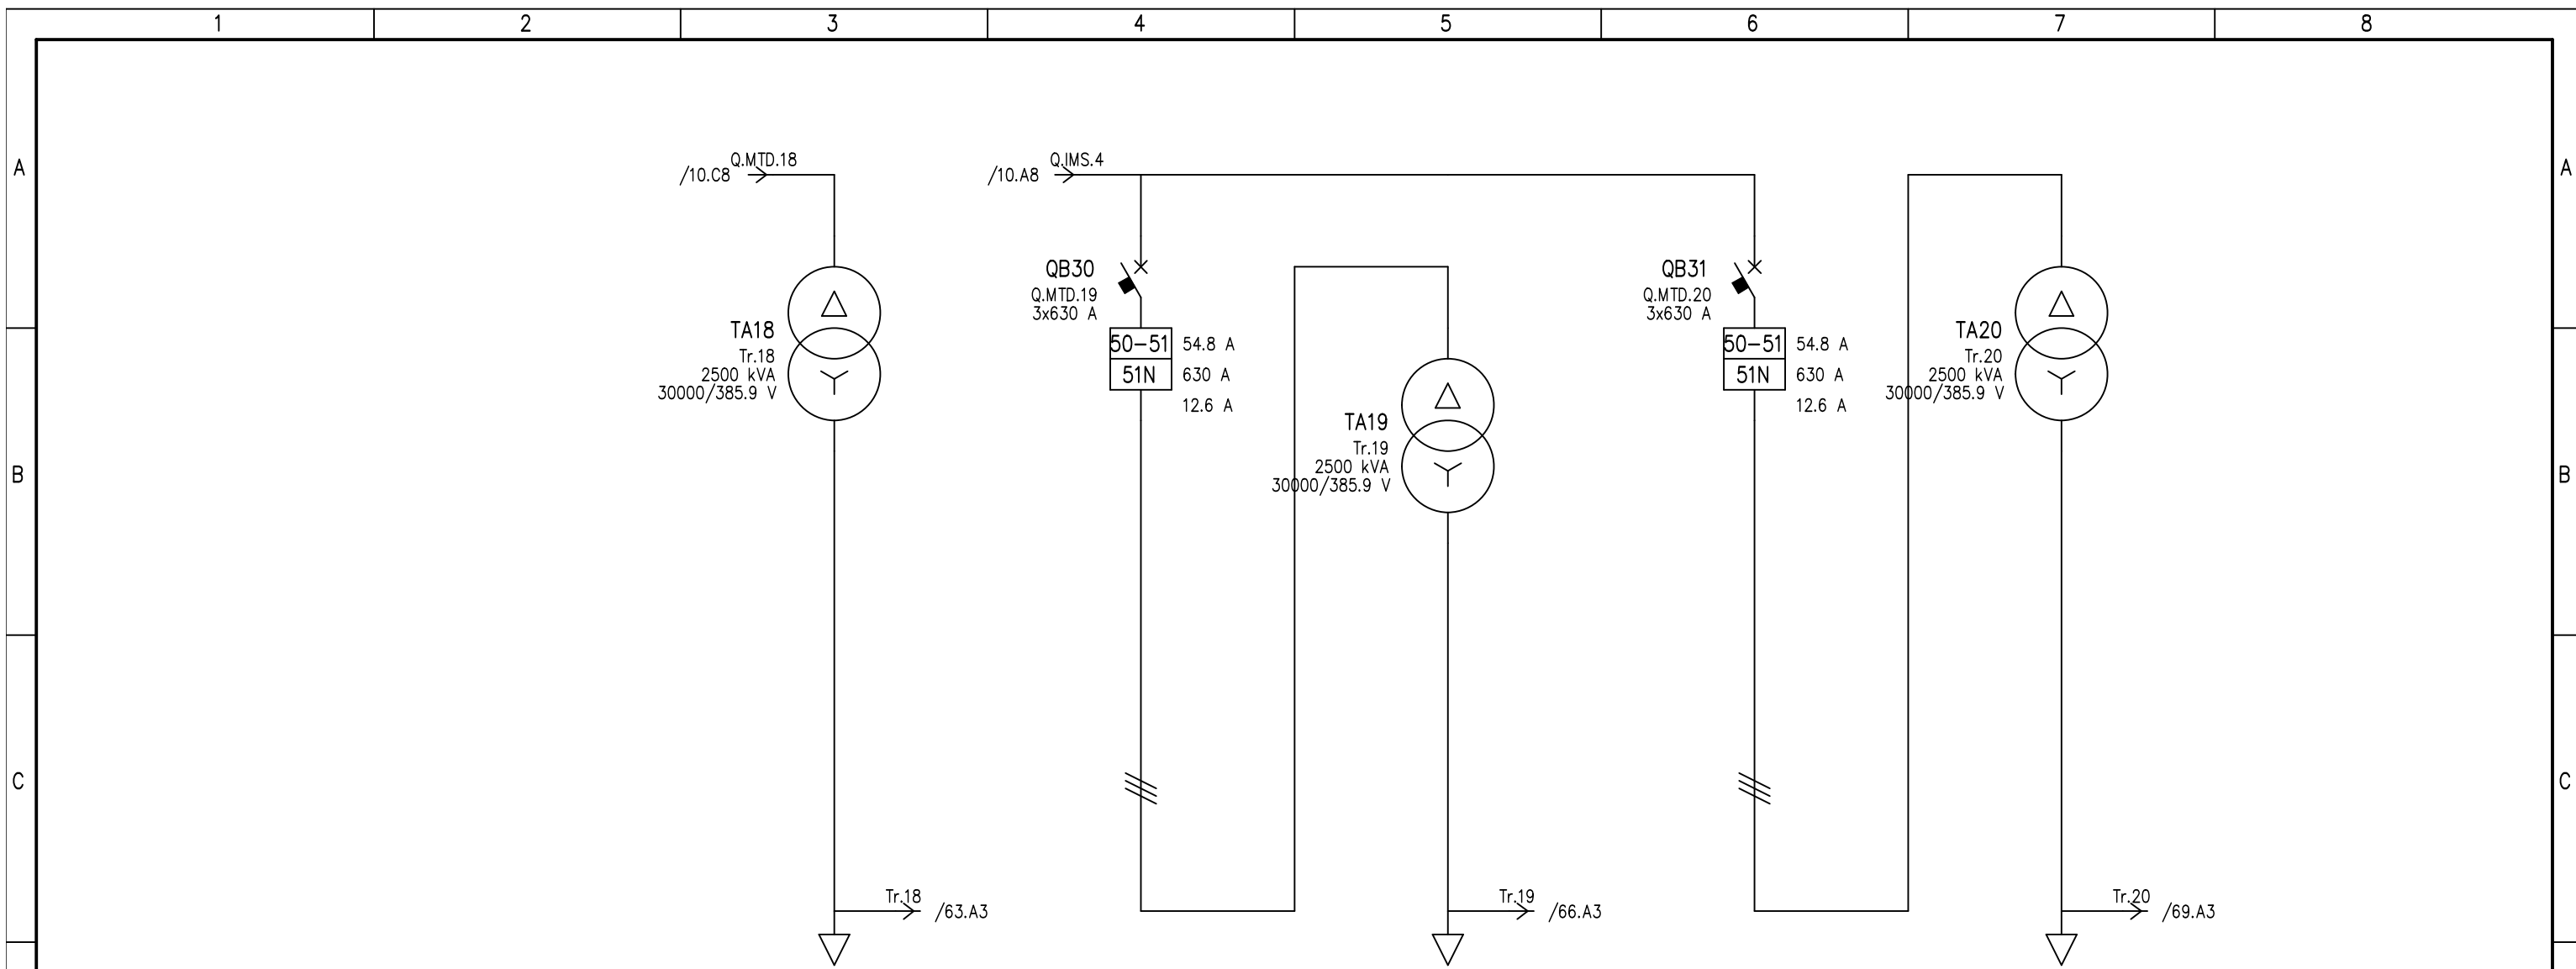 1 2 3 4 5 6 7 8
A A
Q.MTD.18
/10.C8
Q.IMS.4
/10.A8
QB30
Q.MTD.19
3x630 A
50-51 54.8 A
51N 630 A
12.6 A
QB31
Q.MTD.20
3x630 A
50-51 54.8 A
51N 630 A
12.6 A
TA18
Tr.18
2500 kVA
30000/385.9 V
TA20
Tr.20
2500 kVA
30000/385.9 V
TA19
Tr.19
2500 kVA
30000/385.9 V
B B
C C
Tr.18
/63.A3
Tr.19
/66.A3
Tr.20
/69.A3